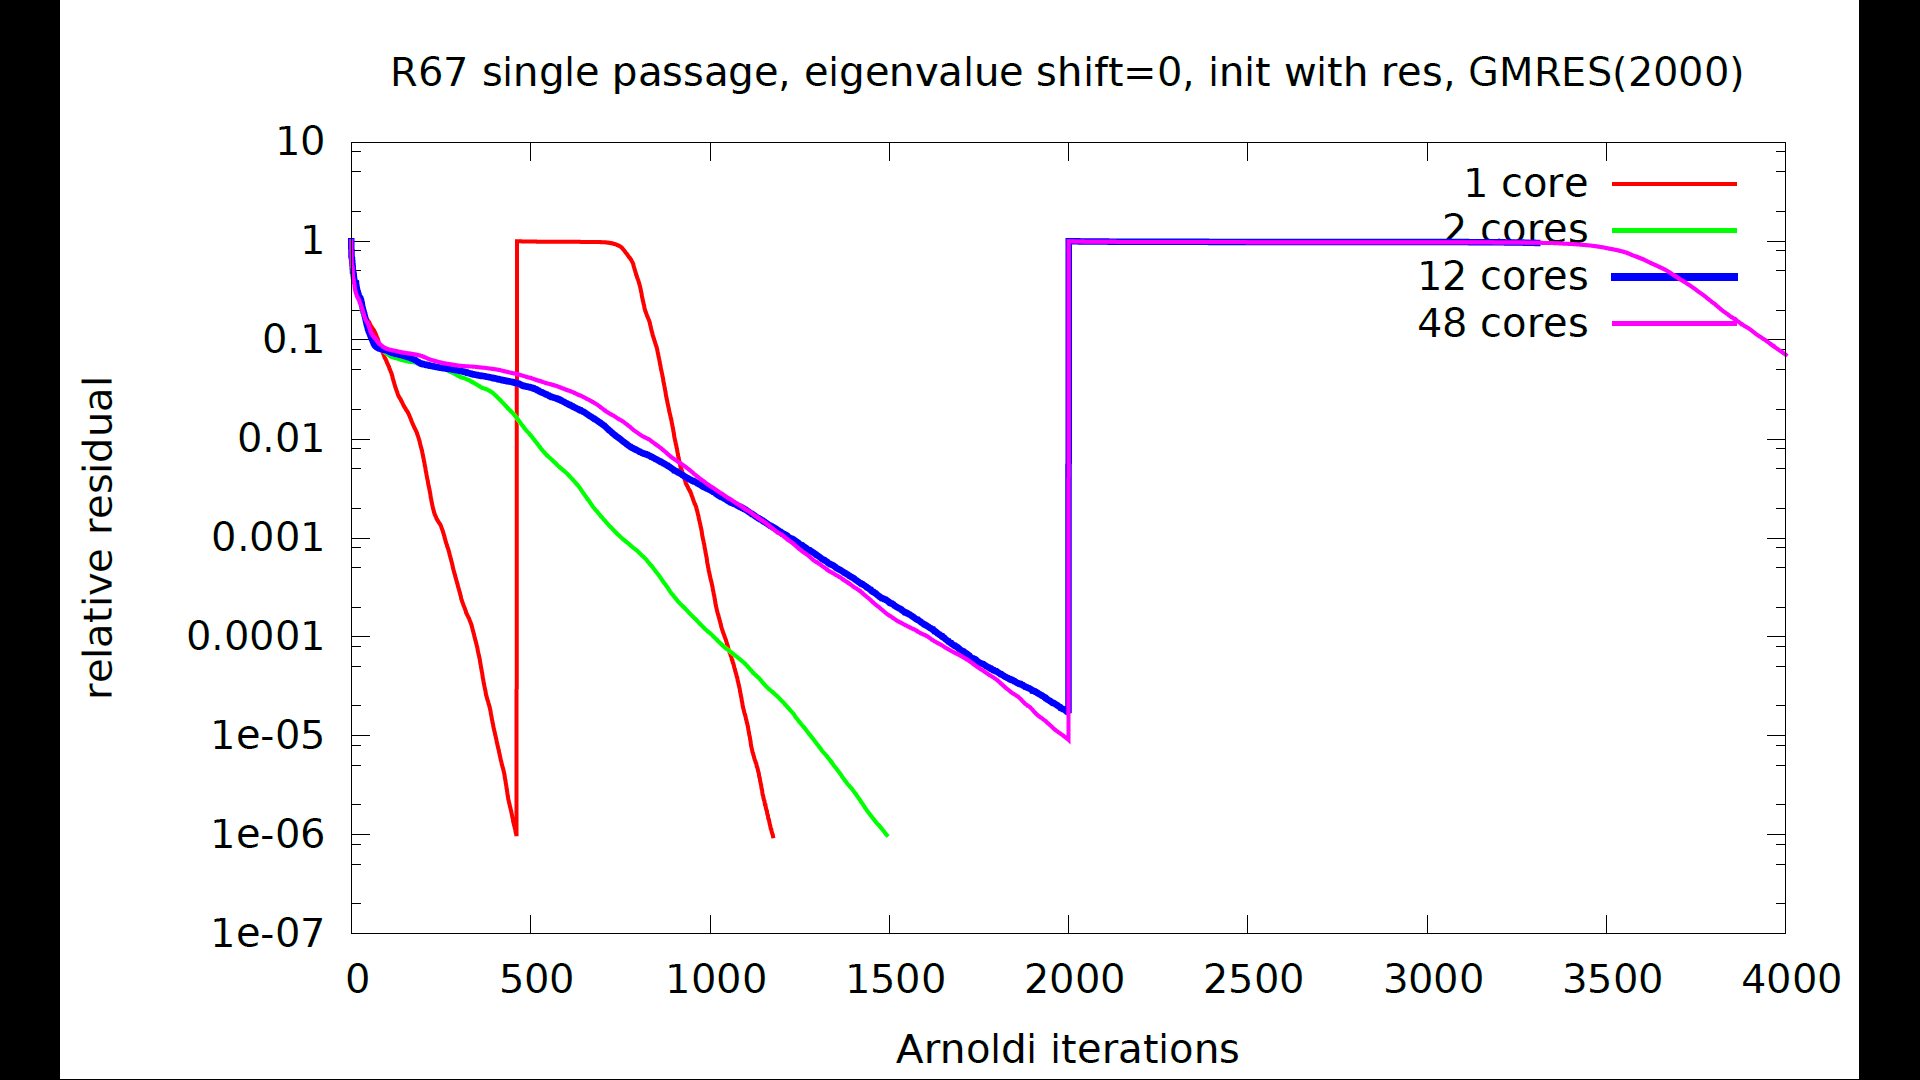 R67 single passage, eigenvalue shift=0, init with res, GMRES(2000)
10
1
0.1
0.01
0.001
0.0001
1e-05
1e-06
1e-07
relative residual
1 core
2 cores
12 cores
48 cores
0 500 1000 1500 2000 2500 3000 3500 4000
Arnoldi iterations